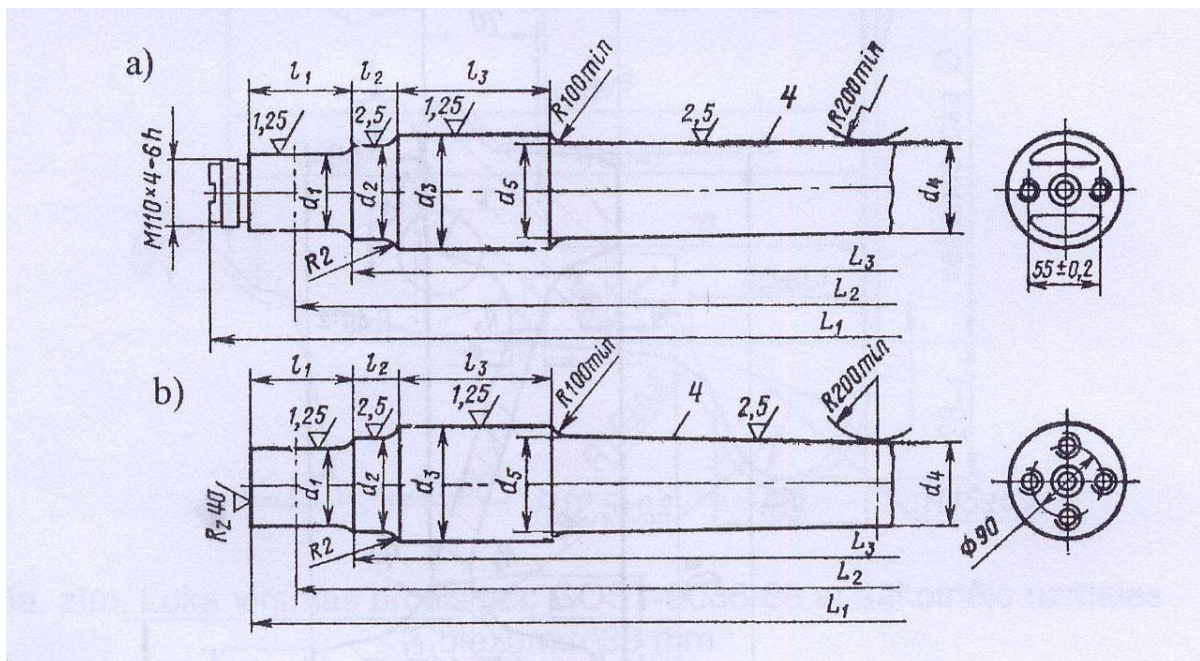 a)
l₁ l₂ l₃
1,25 2,5 1,25 R100min 2,5 4 R200min
M110×4-6h
d₁ d₂ d₃ d₅ d₄
R2
L₃
55±0,2
L₂
L₁
b)
l₁ l₂ l₃
1,25 2,5 1,25 R100min 4 2,5 R200min
d₁ d₂ d₃ d₅ d₄
Rz40
R2
ϕ90
L₃
L₂
L₁